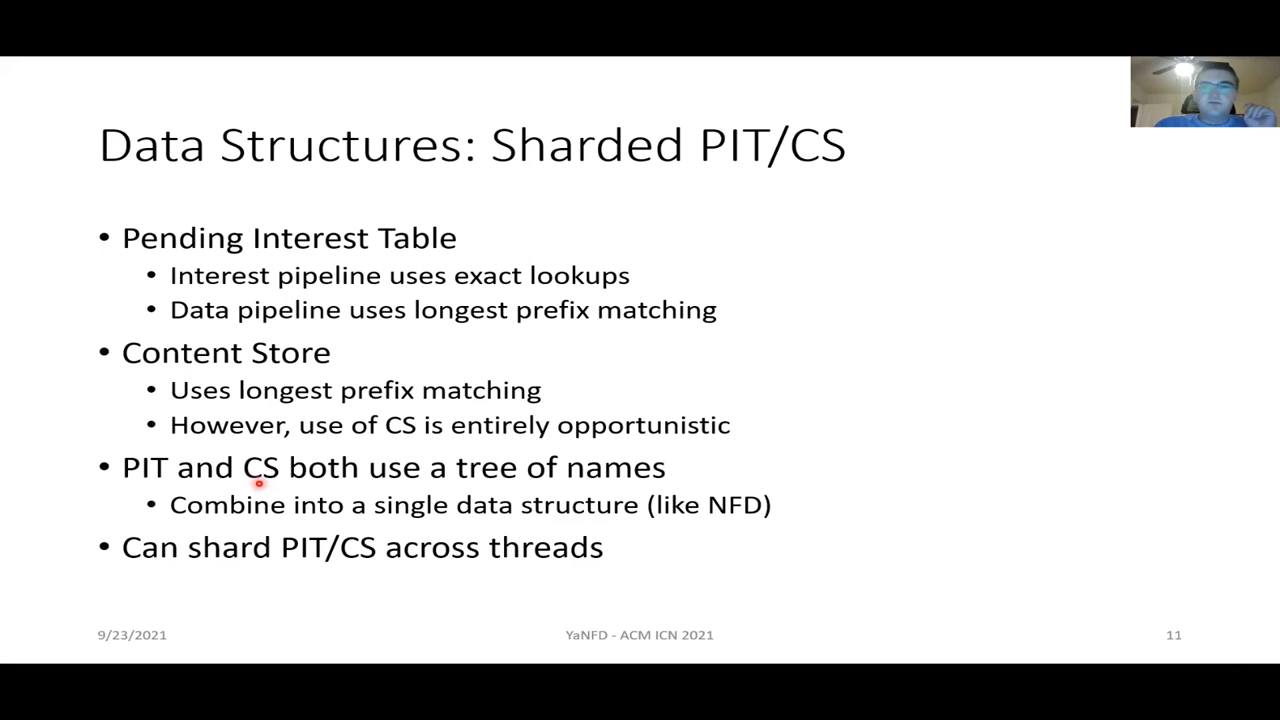 Data Structures: Sharded PIT/CS
• Pending Interest Table
• Interest pipeline uses exact lookups
• Data pipeline uses longest prefix matching
• Content Store
• Uses longest prefix matching
• However, use of CS is entirely opportunistic
• PIT and CS both use a tree of names
• Combine into a single data structure (like NFD)
• Can shard PIT/CS across threads
9/23/2021
YaNFD - ACM ICN 2021
11